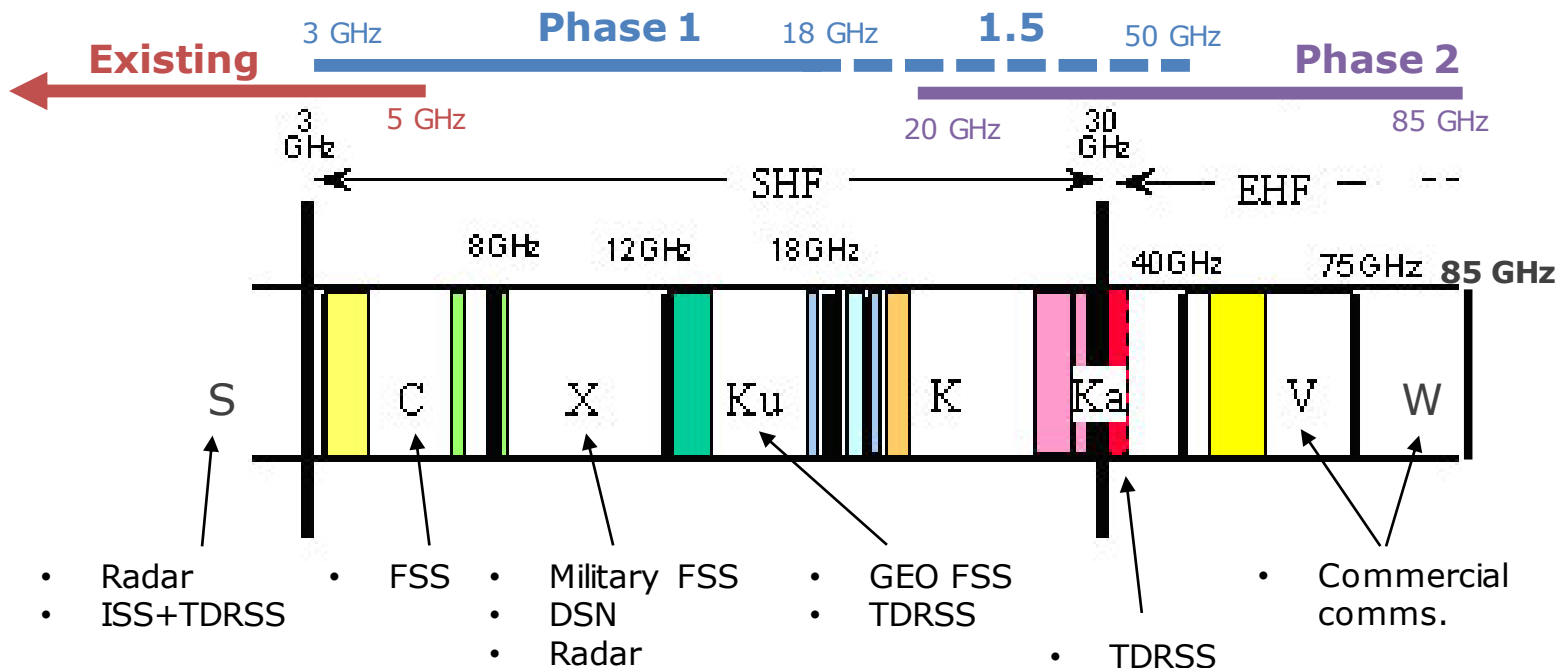 3 GHz Phase 1 18 GHz 1.5 50 GHz
Existing Phase 2
5 GHz 20 GHz 85 GHz
3 GHz 30 GHz
SHF EHF
8GHz 12GHz 18GHz 40GHz 75GHz 85 GHz
S C X Ku K Ka V W
• Radar
• ISS+TDRSS
• FSS
• Military FSS
• DSN
• Radar
• GEO FSS
• TDRSS
• TDRSS
• Commercial
comms.